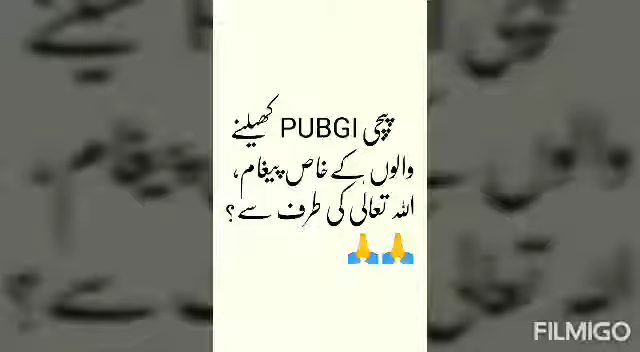 پبجی PUBGI کھیلنے
والوں کے خاص پیغام،
اللہ تعالیٰ کی طرف سے؟
🙏🙏
FILMIGO